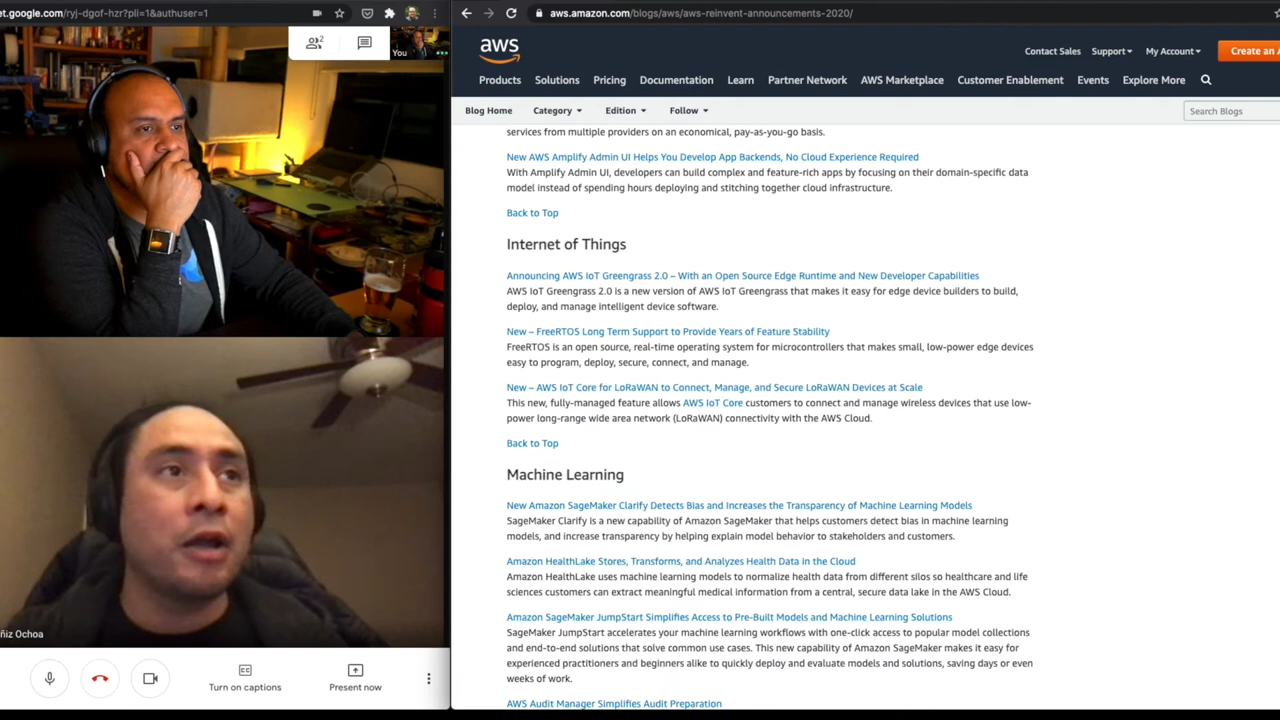 et.google.com/ryj-dgof-hzr?pli=1&authuser=1
2
You
ñiz Ochoa
Turn on captions
Present now
aws.amazon.com/blogs/aws/aws-reinvent-announcements-2020/
aws
Contact Sales Support My Account Create an A
Products Solutions Pricing Documentation Learn Partner Network AWS Marketplace Customer Enablement Events Explore More
Blog Home Category Edition Follow Search Blogs
services from multiple providers on an economical, pay-as-you-go basis.
New AWS Amplify Admin UI Helps You Develop App Backends, No Cloud Experience Required
With Amplify Admin UI, developers can build complex and feature-rich apps by focusing on their domain-specific data
model instead of spending hours deploying and stitching together cloud infrastructure.
Back to Top
Internet of Things
Announcing AWS IoT Greengrass 2.0 – With an Open Source Edge Runtime and New Developer Capabilities
AWS IoT Greengrass 2.0 is a new version of AWS IoT Greengrass that makes it easy for edge device builders to build,
deploy, and manage intelligent device software.
New – FreeRTOS Long Term Support to Provide Years of Feature Stability
FreeRTOS is an open source, real-time operating system for microcontrollers that makes small, low-power edge devices
easy to program, deploy, secure, connect, and manage.
New – AWS IoT Core for LoRaWAN to Connect, Manage, and Secure LoRaWAN Devices at Scale
This new, fully-managed feature allows AWS IoT Core customers to connect and manage wireless devices that use low-
power long-range wide area network (LoRaWAN) connectivity with the AWS Cloud.
Back to Top
Machine Learning
New Amazon SageMaker Clarify Detects Bias and Increases the Transparency of Machine Learning Models
SageMaker Clarify is a new capability of Amazon SageMaker that helps customers detect bias in machine learning
models, and increase transparency by helping explain model behavior to stakeholders and customers.
Amazon HealthLake Stores, Transforms, and Analyzes Health Data in the Cloud
Amazon HealthLake uses machine learning models to normalize health data from different silos so healthcare and life
sciences customers can extract meaningful medical information from a central, secure data lake in the AWS Cloud.
Amazon SageMaker JumpStart Simplifies Access to Pre-Built Models and Machine Learning Solutions
SageMaker JumpStart accelerates your machine learning workflows with one-click access to popular model collections
and end-to-end solutions that solve common use cases. This new capability of Amazon SageMaker makes it easy for
experienced practitioners and beginners alike to quickly deploy and evaluate models and solutions, saving days or even
weeks of work.
AWS Audit Manager Simplifies Audit Preparation